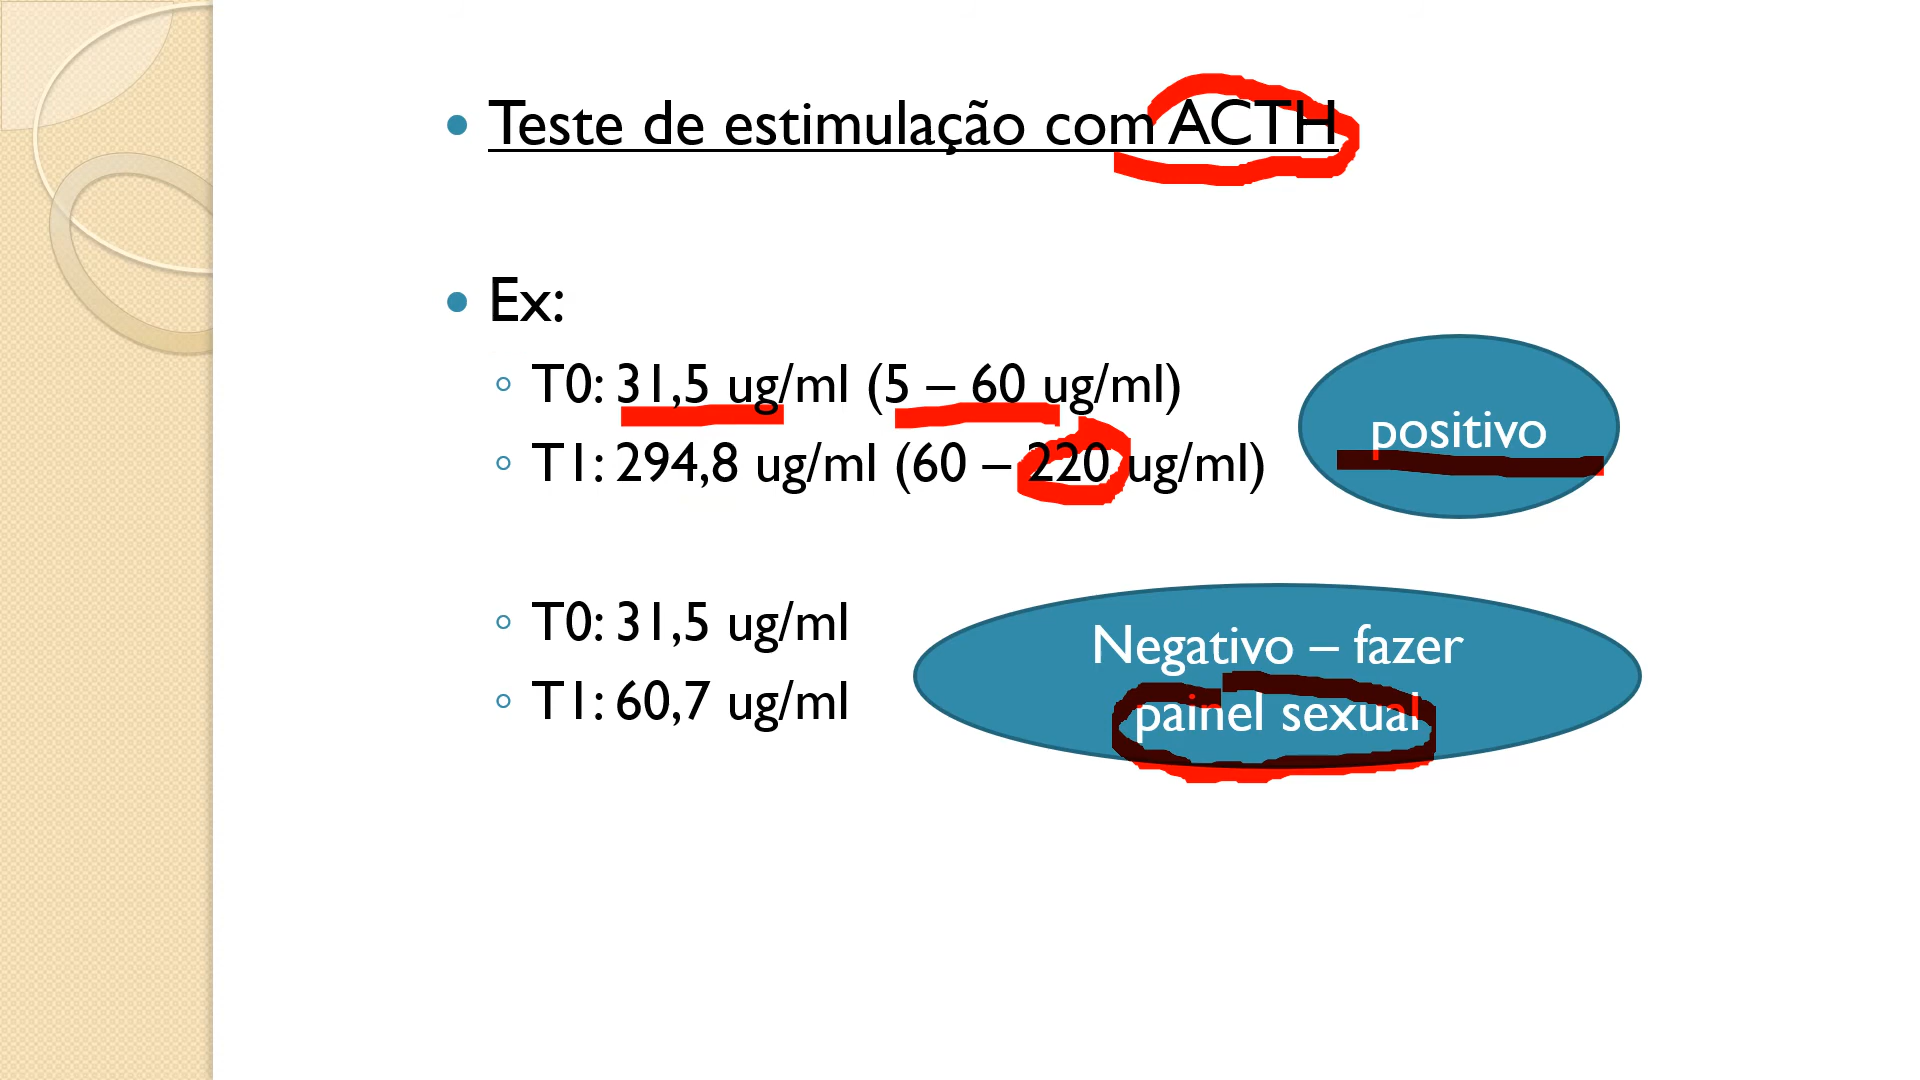 Teste de estimulação com ACTH
Ex:
T0: 31,5 ug/ml (5 – 60 ug/ml)
T1: 294,8 ug/ml (60 – 220 ug/ml)
positivo
T0: 31,5 ug/ml
T1: 60,7 ug/ml
Negativo – fazer
painel sexual